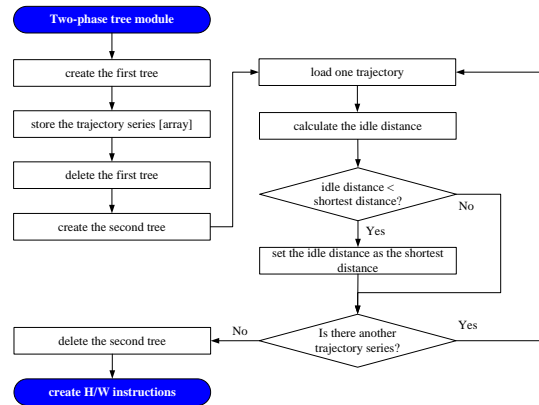 Two-phase tree module
create the first tree
store the trajectory series [array]
delete the first tree
create the second tree
load one trajectory
calculate the idle distance
idle distance <
shortest distance?
No
Yes
set the idle distance as the shortest
distance
Is there another
trajectory series?
Yes
No
delete the second tree
create H/W instructions